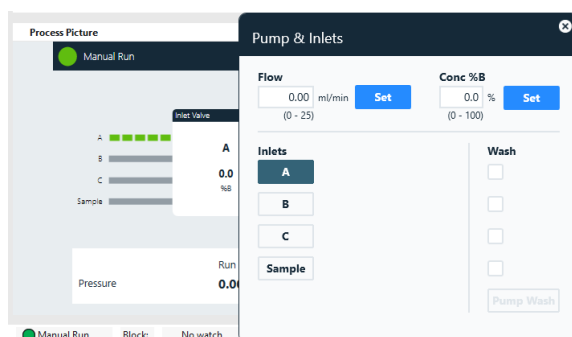 Process Picture
Manual Run
Inlet Valve
A
B
C
Sample
A
0.0
%B
Run
Pressure
Manual Run Block: No watch
Pump & Inlets
Flow Conc %B
0.00 ml/min Set 0.0 % Set
(0 - 25) (0 - 100)
Inlets Wash
A
B
C
Sample
Pump Wash